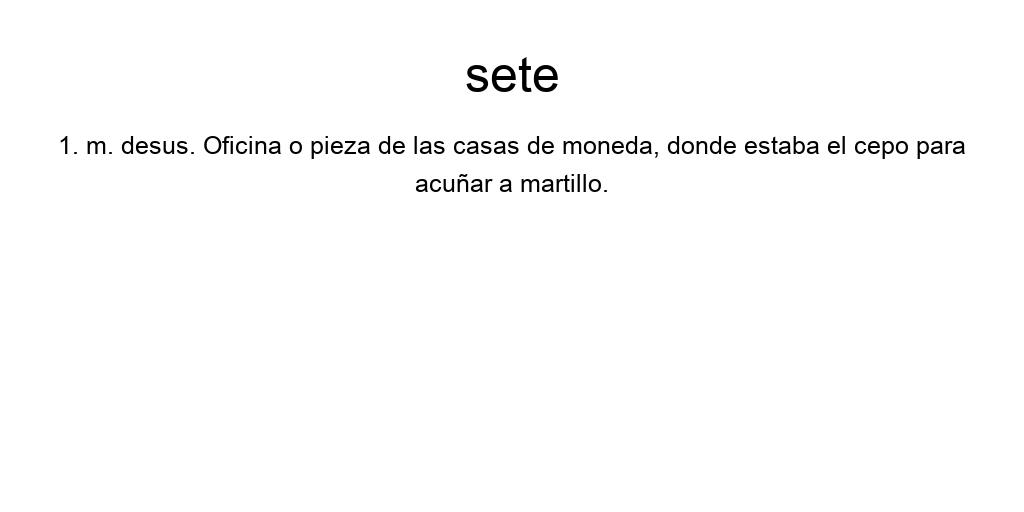 sete
1. m. desus. Oficina o pieza de las casas de moneda, donde estaba el cepo para
acuñar a martillo.